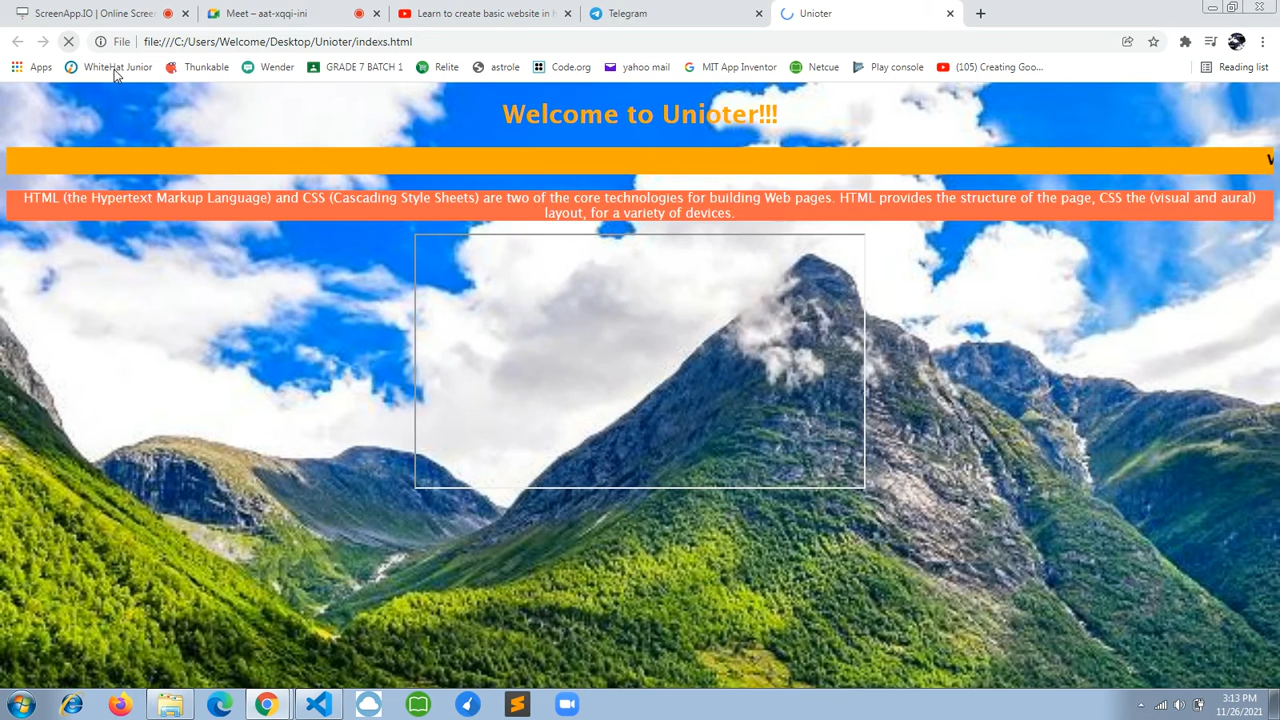 ScreenApp.IO | Online Scree
Meet – aat-xqqi-ini
Learn to create basic website in h
Telegram
Unioter
File
file:///C:/Users/Welcome/Desktop/Unioter/indexs.html
Apps
WhiteHat Junior
Thunkable
Wender
GRADE 7 BATCH 1
Relite
astrole
Code.org
yahoo mail
MIT App Inventor
Netcue
Play console
(105) Creating Goo...
Reading list
Welcome to Unioter!!!
HTML (the Hypertext Markup Language) and CSS (Cascading Style Sheets) are two of the core technologies for building Web pages. HTML provides the structure of the page, CSS the (visual and aural)
layout, for a variety of devices.
3:13 PM
11/26/2021